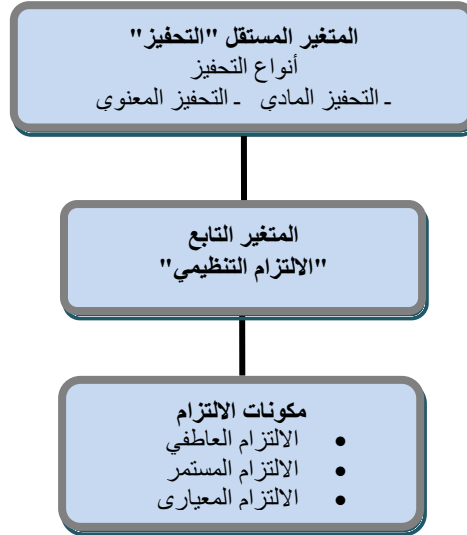 المتغير المستقل "التحفيز"
أنواع التحفيز
ـ التحفيز المادي ـ التحفيز المعنوي
المتغير التابع
"الالتزام التنظيمي"
مكونات الالتزام
• الالتزام العاطفي
• الالتزام المستمر
• الالتزام المعيارى